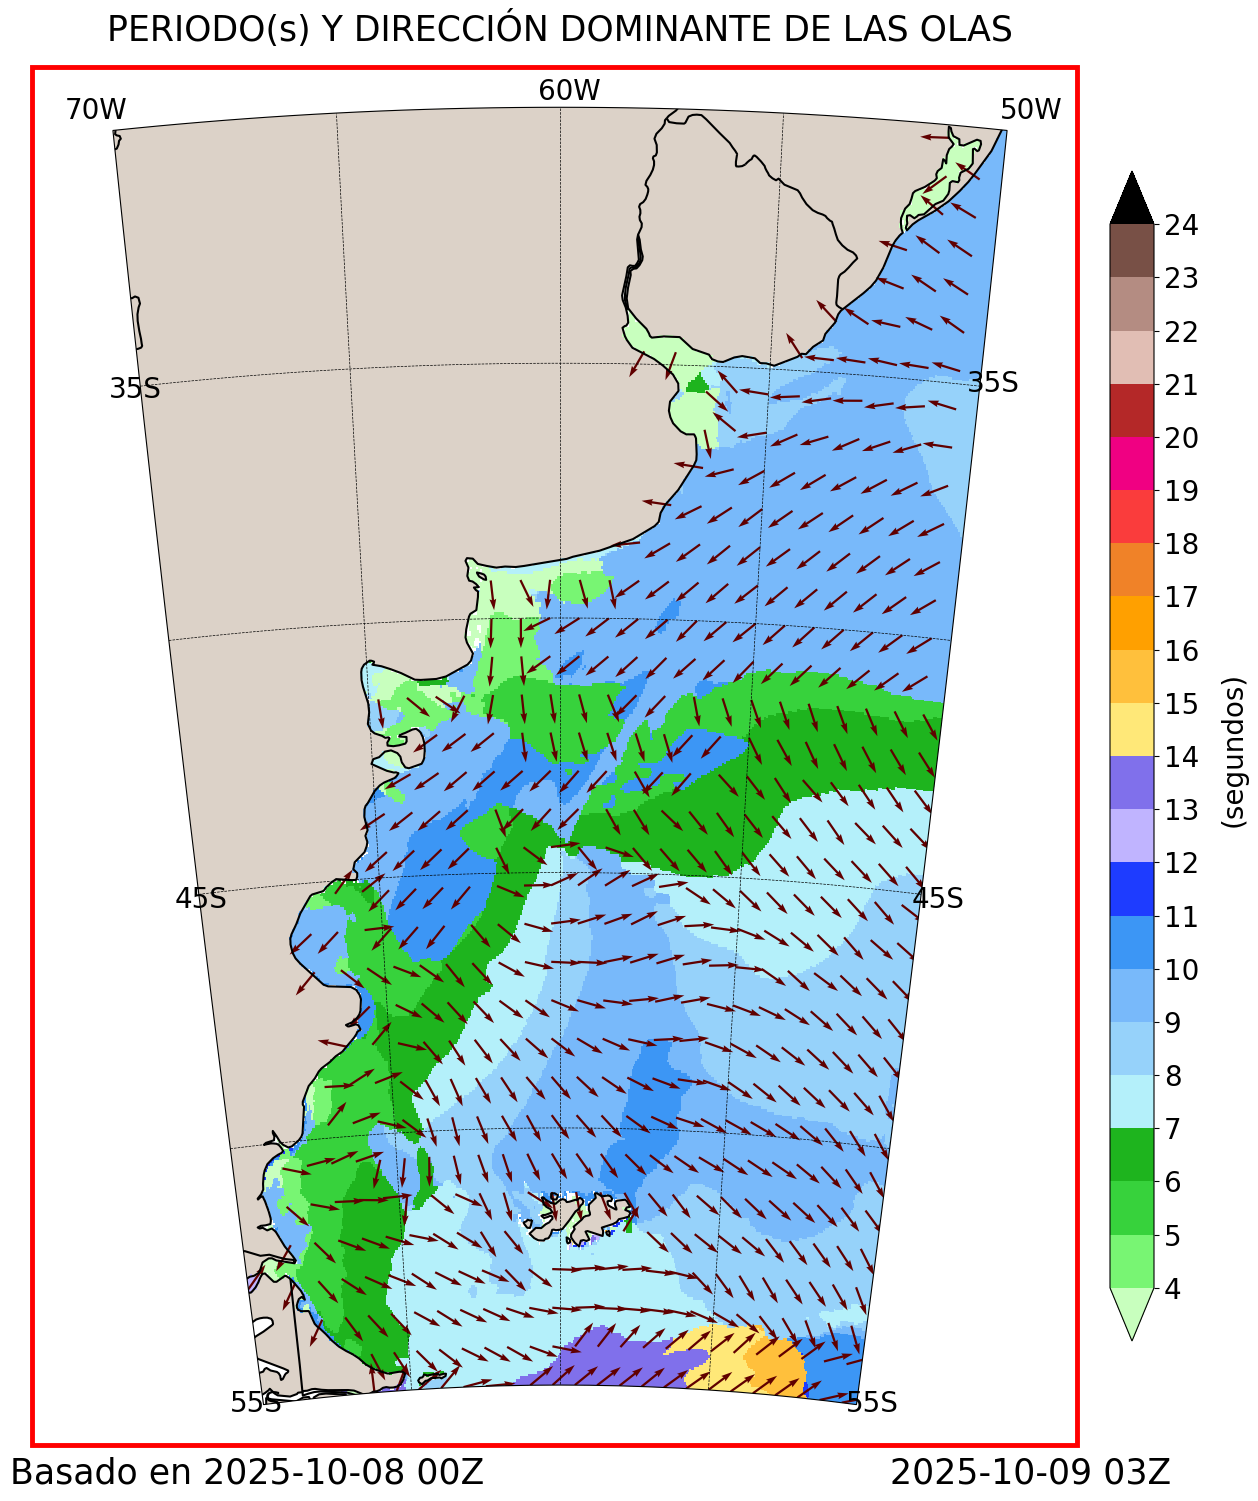 PERIODO(s) Y DIRECCIÓN DOMINANTE DE LAS OLAS
70W
60W
50W
35S
35S
45S
45S
55S
55S
24
23
22
21
20
19
18
17
16
15
14
13
12
11
10
9
8
7
6
5
4
(segundos)
Basado en 2025-10-08 00Z
2025-10-09 03Z